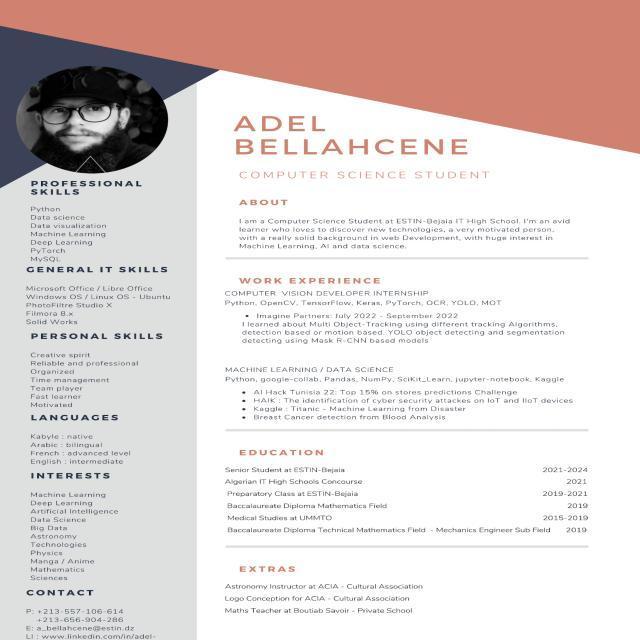 ADEL
BELLAHCENE
COMPUTER SCIENCE STUDENT
PROFESSIONAL
SKILLS
Python
Data science
Data visualization
Machine Learning
Deep Learning
PyTorch
MySQL
GENERAL IT SKILLS
Microsoft Office / Libre Office
Windows OS / Linux OS - Ubuntu
PhotoFiltre Studio X
Filmora 8.x
Solid Works
PERSONAL SKILLS
Creative spirit
Reliable and professional
Organized
Time management
Team player
Fast learner
Motivated
LANGUAGES
Kabyle : native
Arabic : bilingual
French : advanced level
English : intermediate
INTERESTS
Machine Learning
Deep Learning
Artificial Intelligence
Data Science
Big Data
Astronomy
Technologies
Physics
Manga / Anime
Mathematics
Sciences
CONTACT
P: +213-557-106-614
+213-656-904-286
E: a_bellahcene@estin.dz
LI : www.linkedin.com/in/adel-
ABOUT
I am a Computer Science Student at ESTIN-Bejaia IT High School. I'm an avid
learner who loves to discover new technologies, a very motivated person,
with a really solid background in web Development, with huge interest in
Machine Learning, AI and data science.
WORK EXPERIENCE
COMPUTER VISION DEVELOPER INTERNSHIP
Python, OpenCV, TensorFlow, Keras, PyTorch, OCR, YOLO, MOT
• Imagine Partners: July 2022 - September 2022
I learned about Multi Object-Tracking using different tracking Algorithms,
detection based or motion based. YOLO object detecting and segmentation
detecting using Mask R-CNN based models
MACHINE LEARNING / DATA SCIENCE
Python, google-collab, Pandas, NumPy, SciKit_Learn, jupyter-notebook, Kaggle
• AI Hack Tunisia 22: Top 15% on stores predictions Challenge
• HAIK : The identification of cyber security attackes on IoT and IIoT devices
• Kaggle : Titanic - Machine Learning from Disaster
• Breast Cancer detection from Blood Analysis
EDUCATION
Senior Student at ESTIN-Bejaia 2021-2024
Algerian IT High Schools Concourse 2021
Preparatory Class at ESTIN-Bejaia 2019-2021
Baccalaureate Diploma Mathematics Field 2019
Medical Studies at UMMTO 2015-2019
Baccalaureate Diploma Technical Mathematics Field - Mechanics Engineer Sub Field 2019
EXTRAS
Astronomy Instructor at ACIA - Cultural Association
Logo Conception for ACIA - Cultural Association
Maths Teacher at Boutiab Savoir - Private School